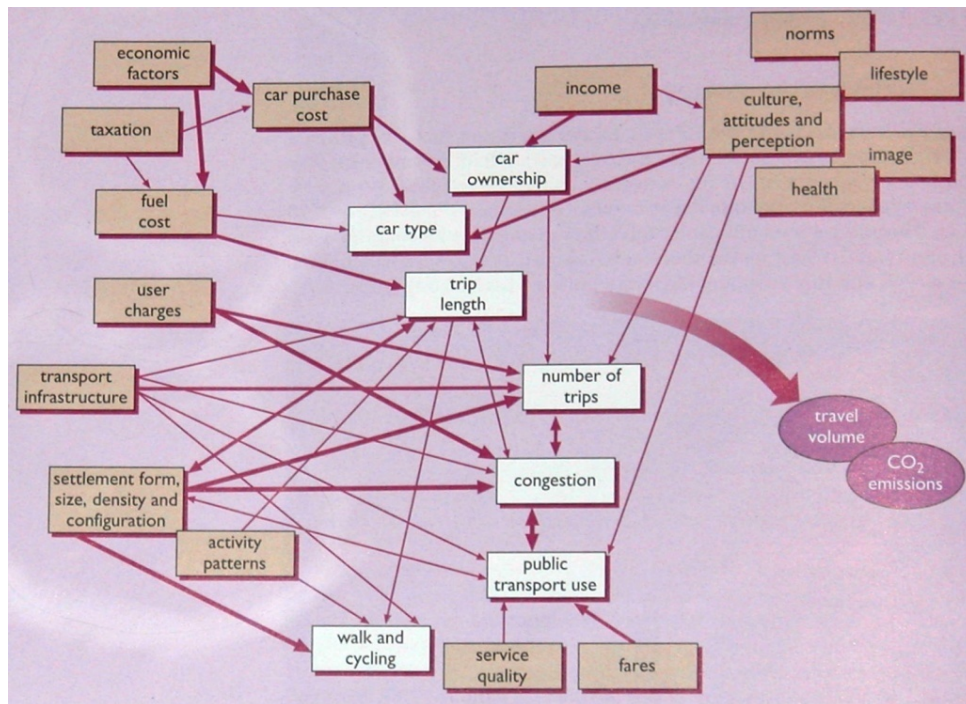 economic
factors
norms
lifestyle
car purchase
cost
income
culture,
attitudes and
perception
taxation
image
car
ownership
health
fuel
cost
car type
trip
length
user
charges
transport
infrastructure
number of
trips
travel
volume
CO2
emissions
settlement form,
size, density and
configuration
congestion
activity
patterns
public
transport use
walk and
cycling
service
quality
fares